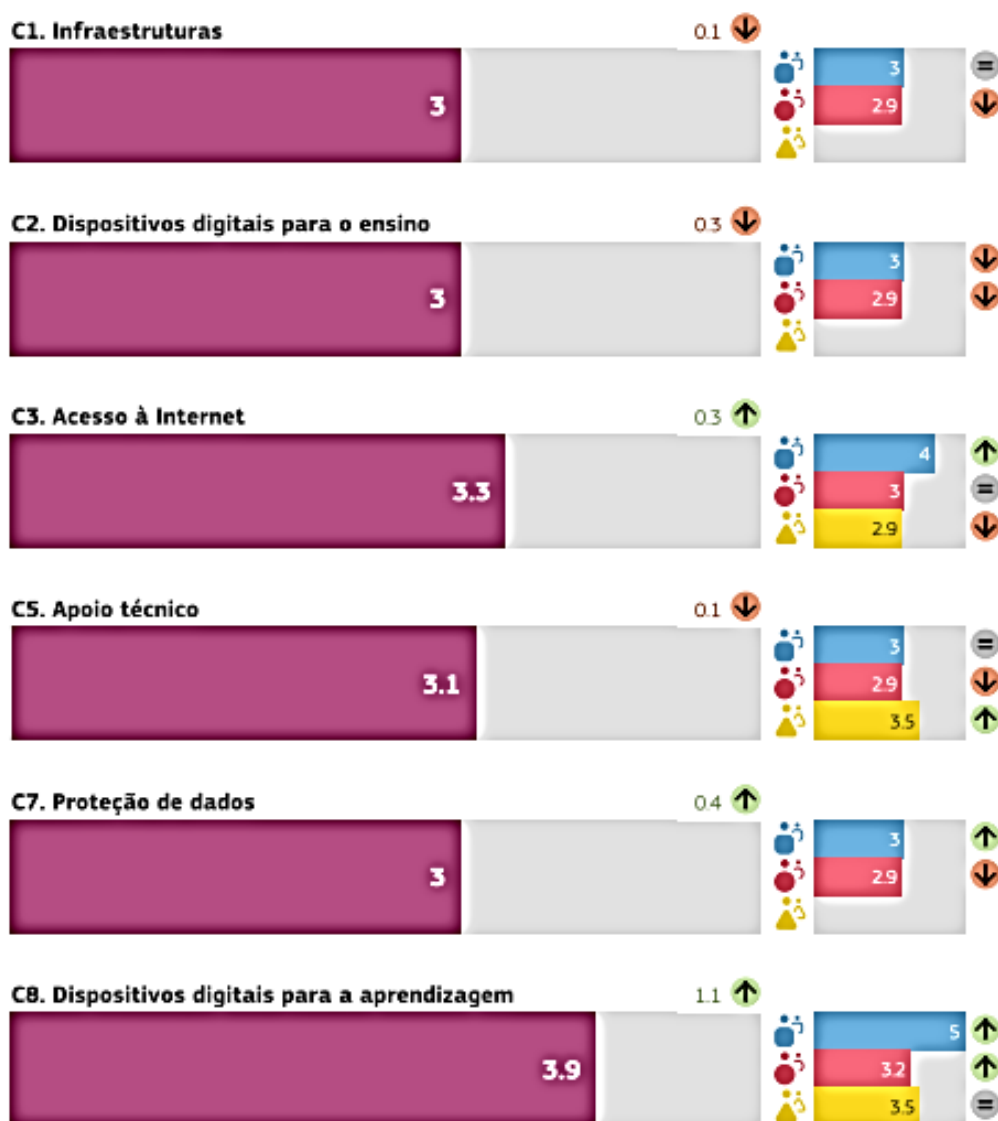 C1. Infraestruturas 0.1
3 3
2.9
C2. Dispositivos digitais para o ensino 0.3
3 3
2.9
C3. Acesso à Internet 0.3
4
3.3 3
2.9
C5. Apoio técnico 0.1
3
3.1 2.9
3.5
C7. Proteção de dados 0.4
3
3 2.9
C8. Dispositivos digitais para a aprendizagem 1.1
5
3.9 3.2
3.5